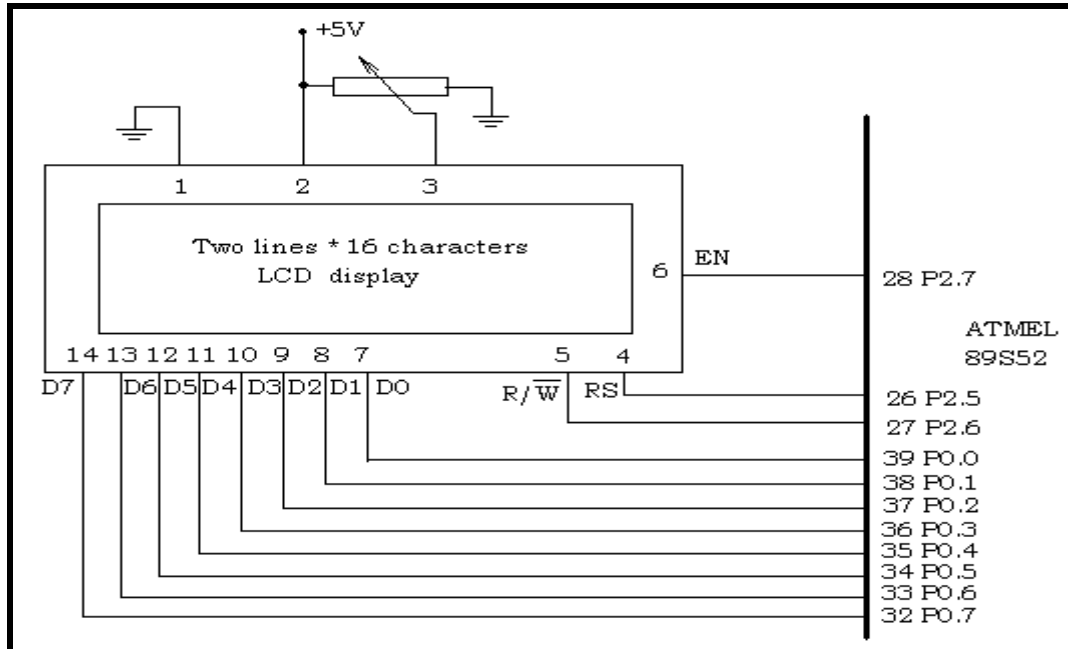 +5V
1 2 3
Two lines * 16 characters
LCD display
6 EN
28 P2.7
ATMEL
89S52
14 13 12 11 10 9 8 7 5 4
D7 D6 D5 D4 D3 D2 D1 D0 R/W̅ RS
26 P2.5
27 P2.6
39 P0.0
38 P0.1
37 P0.2
36 P0.3
35 P0.4
34 P0.5
33 P0.6
32 P0.7